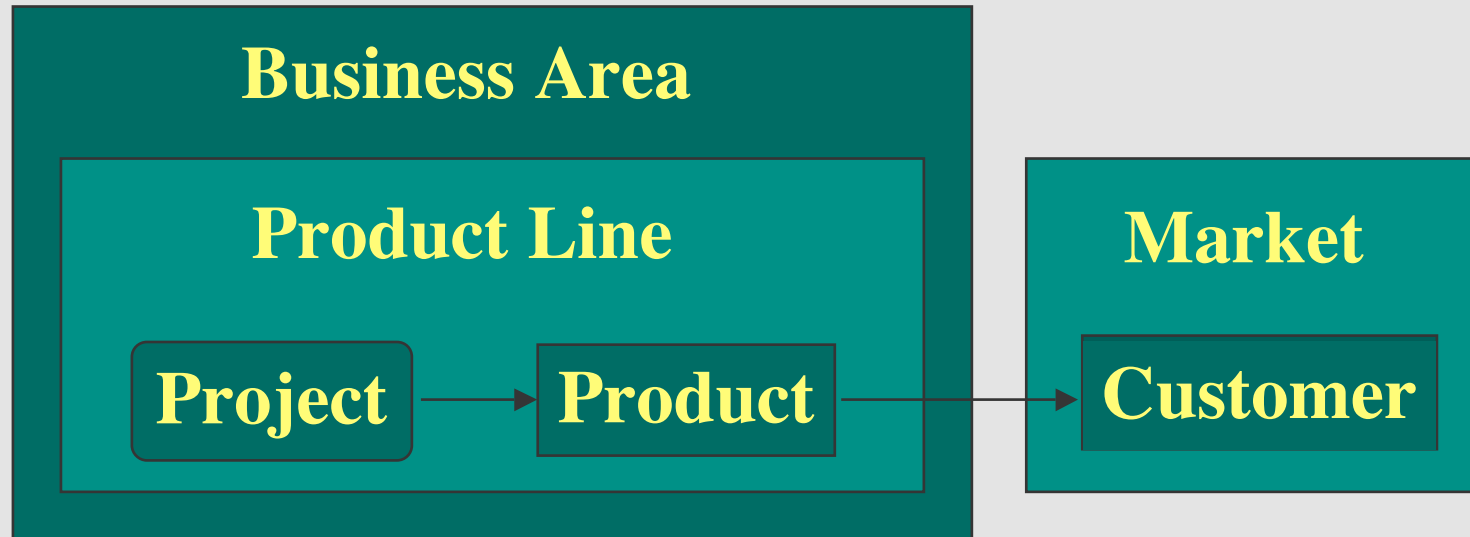 Business Area
Product Line
Market
Project
Product
Customer